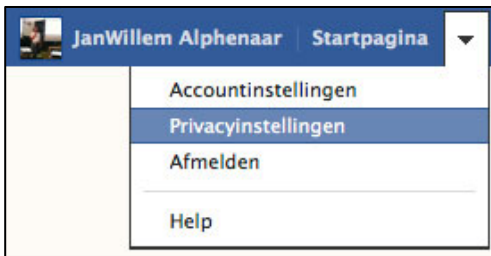 JanWillem Alphenaar Startpagina
Accountinstellingen
Privacyinstellingen
Afmelden
Help